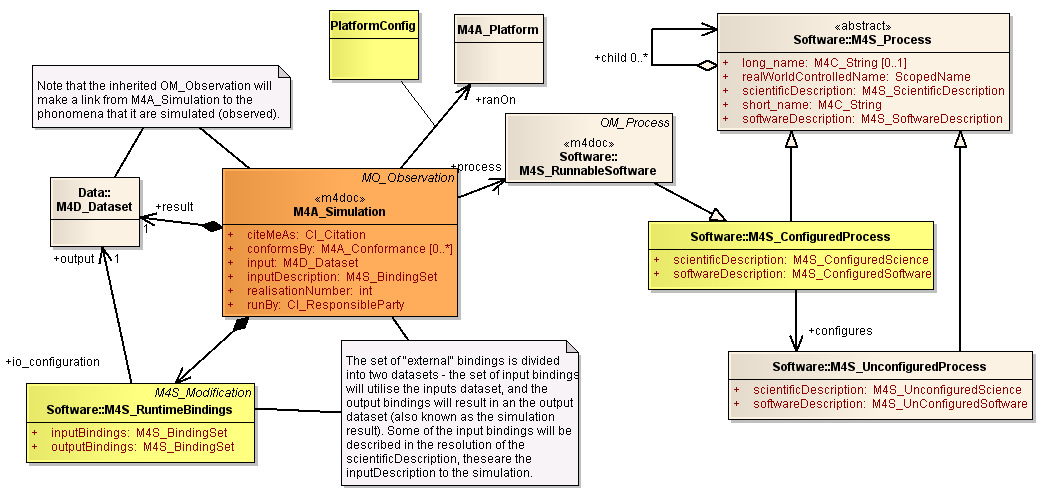 PlatformConfig
M4A_Platform
+ranOn
«abstract»
Software::M4S_Process
+ long_name: M4C_String [0..1]
+ realWorldControlledName: ScopedName
+ scientificDescription: M4S_ScientificDescription
+ short_name: M4C_String
+ softwareDescription: M4S_SoftwareDescription
+child 0..*
Note that the inherited OM_Observation will
make a link from M4A_Simulation to the
phonomena that it are simulated (observed).
OM_Process
«m4doc»
Software::
M4S_RunnableSoftware
+process
1
MO_Observation
«m4doc»
M4A_Simulation
+ citeMeAs: CI_Citation
+ conformsBy: M4A_Conformance [0..*]
+ input: M4D_Dataset
+ inputDescription: M4S_BindingSet
+ realisationNumber: int
+ runBy: CI_ResponsibleParty
Data::
M4D_Dataset
+result
1
+output
1
Software::M4S_ConfiguredProcess
+ scientificDescription: M4S_ConfiguredScience
+ softwareDescription: M4S_ConfiguredSoftware
+configures
Software::M4S_UnconfiguredProcess
+ scientificDescription: M4S_UnconfiguredScience
+ softwareDescription: M4S_UnConfiguredSoftware
+io_configuration
M4S_Modification
Software::M4S_RuntimeBindings
+ inputBindings: M4S_BindingSet
+ outputBindings: M4S_BindingSet
The set of "external" bindings is divided
into two datasets - the set of input bindings
will utilise the inputs dataset, and the
output bindings will result in an the output
dataset (also known as the simulation
result). Some of the input bindings will be
described in the resolution of the
scientificDescription, theseare the
inputDescription to the simulation.